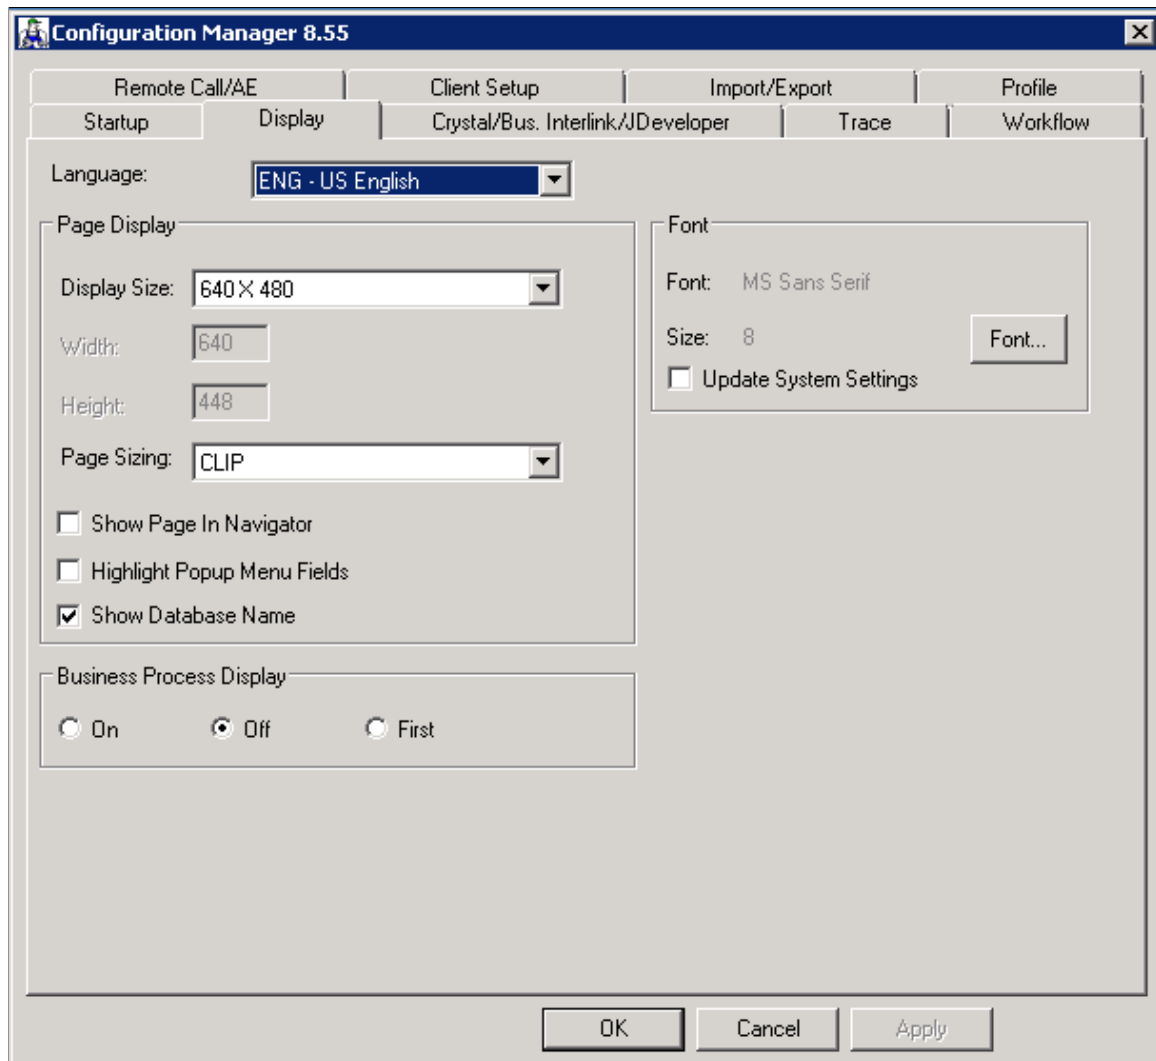 Configuration Manager 8.55
Remote Call/AE Client Setup Import/Export Profile
Startup Display Crystal/Bus. Interlink/JDeveloper Trace Workflow
Language: ENG - US English
Page Display
Display Size: 640 X 480
Width: 640
Height: 448
Page Sizing: CLIP
Show Page In Navigator
Highlight Popup Menu Fields
Show Database Name
Font
Font: MS Sans Serif
Size: 8 Font...
Update System Settings
Business Process Display
On Off First
OK Cancel Apply